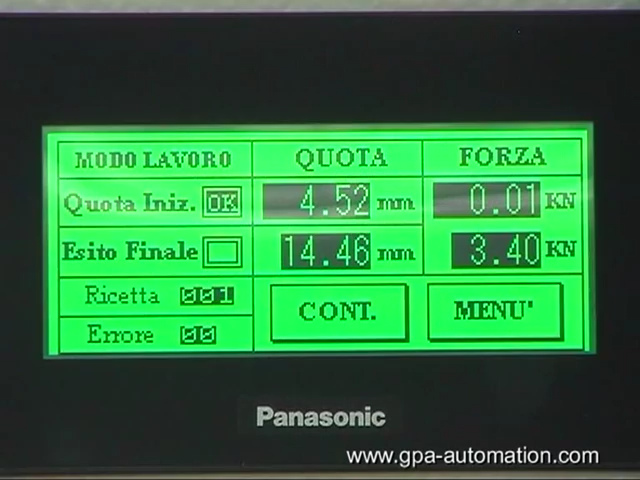 MODO LAVORO QUOTA FORZA
Quota Iniz. OK 4.52 mm 0.01 KN
Esito Finale 14.46 mm 3.40 KN
Ricetta 001
CONT. MENU'
Errore 00
Panasonic
www.gpa-automation.com